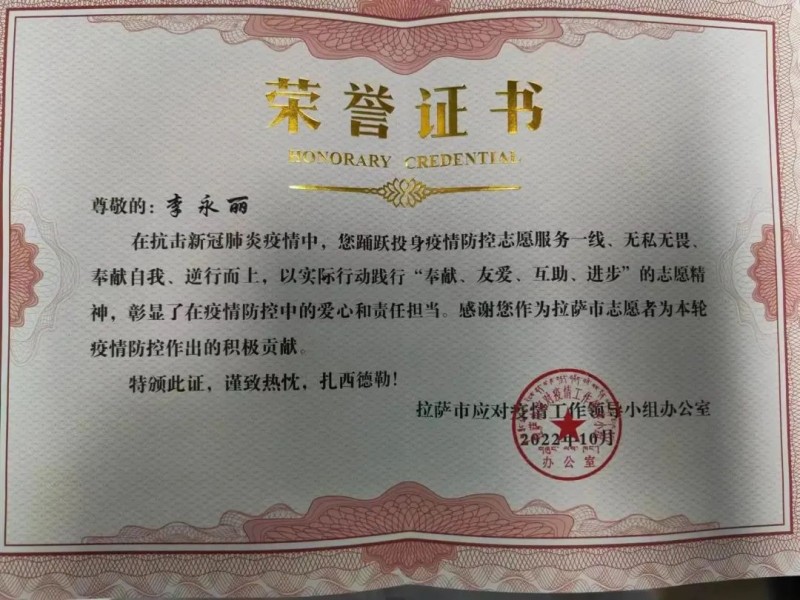 荣誉证书
HONORARY CREDENTIAL
尊敬的：李永丽
在抗击新冠肺炎疫情中，您踊跃投身疫情防控志愿服务一线、无私无畏、
奉献自我、逆行而上，以实际行动践行“奉献、友爱、互助、进步”的志愿精
神，彰显了在疫情防控中的爱心和责任担当。感谢您作为拉萨市志愿者为本轮
疫情防控作出的积极贡献。
特颁此证，谨致热忱，扎西德勒！
拉萨市应对疫情工作领导小组办公室
2022年10月
办公室